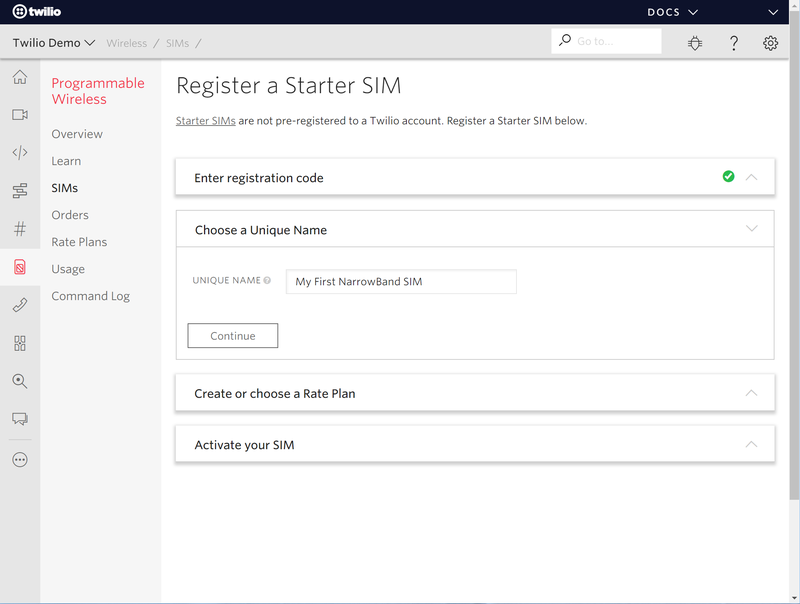 twilio
DOCS
Twilio Demo Wireless / SIMs /
Go to...
?
Programmable
Wireless
Overview
Learn
SIMs
Orders
Rate Plans
Usage
Command Log
Register a Starter SIM
Starter SIMs are not pre-registered to a Twilio account. Register a Starter SIM below.
Enter registration code
Choose a Unique Name
UNIQUE NAME ?
My First NarrowBand SIM
Continue
Create or choose a Rate Plan
Activate your SIM